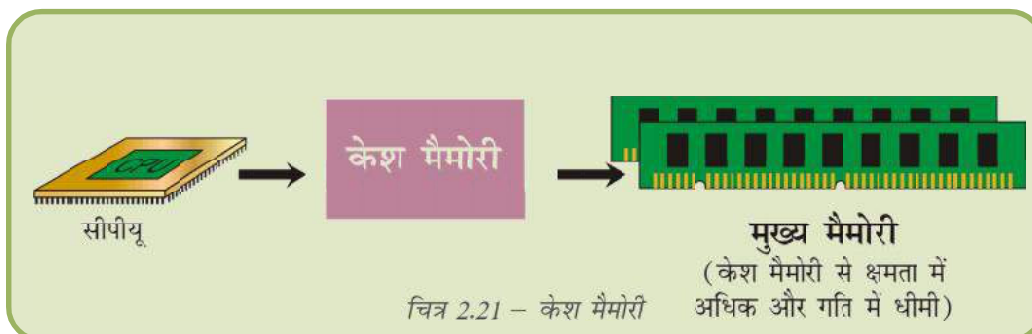 CPU
केश मैमोरी
सीपीयू
मुख्य मैमोरी
(केश मैमोरी से क्षमता में
अधिक और गति में धीमी)
चित्र 2.21 – केश मैमोरी